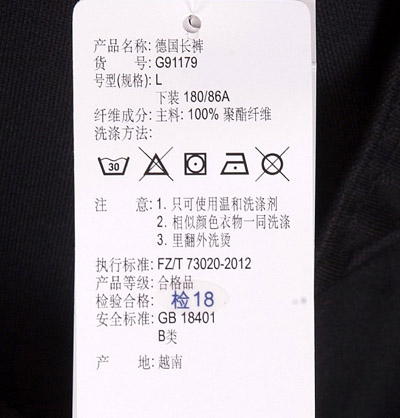 产品名称: 德国长裤
货 号: G91179
号型(规格): L
下装 180/86A
纤维成分: 主料: 100% 聚酯纤维
洗涤方法:
30
注 意: 1. 只可使用温和洗涤剂
2. 相似颜色衣物一同洗涤
3. 里翻外洗烫
执行标准: FZ/T 73020-2012
产品等级: 合格品
检验合格: 检18
安全标准: GB 18401
B类
产 地: 越南